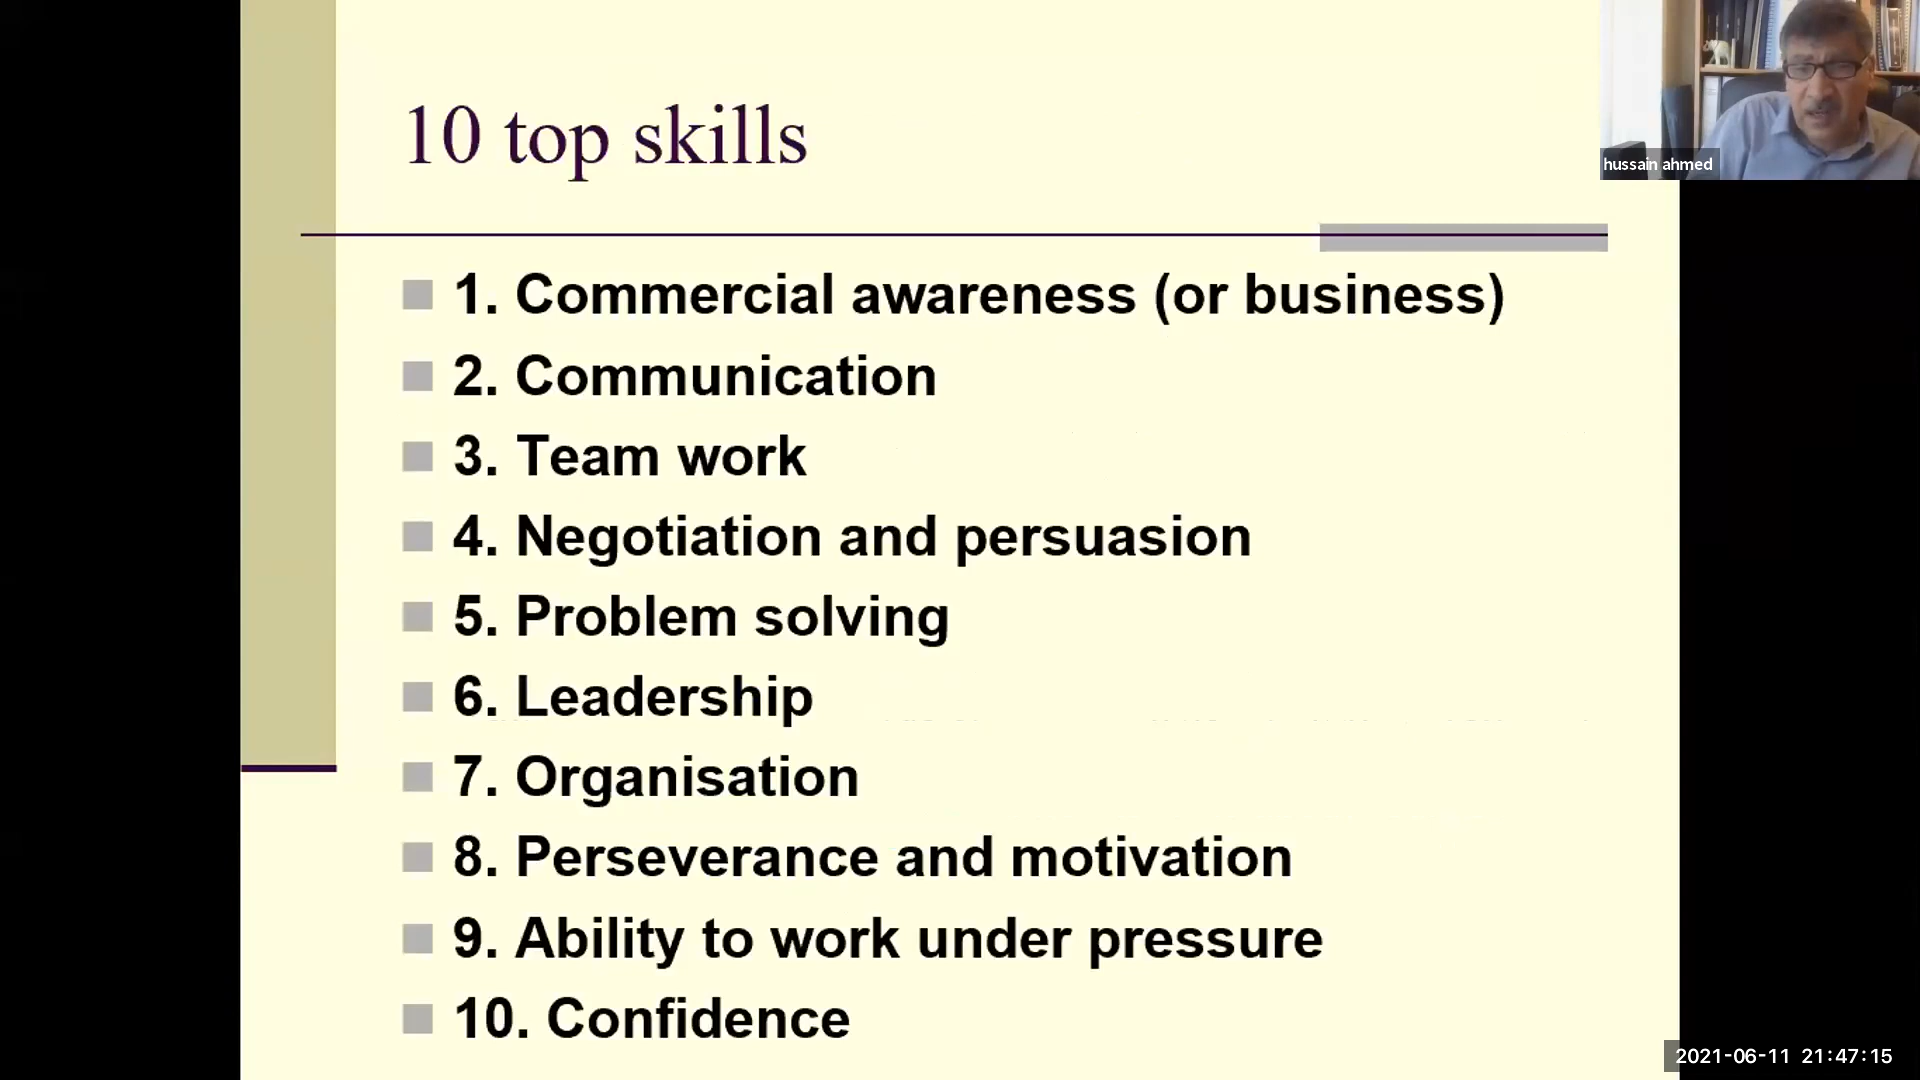 10 top skills
hussain ahmed
1. Commercial awareness (or business)
2. Communication
3. Team work
4. Negotiation and persuasion
5. Problem solving
6. Leadership
7. Organisation
8. Perseverance and motivation
9. Ability to work under pressure
10. Confidence
2021-06-11 21:47:15